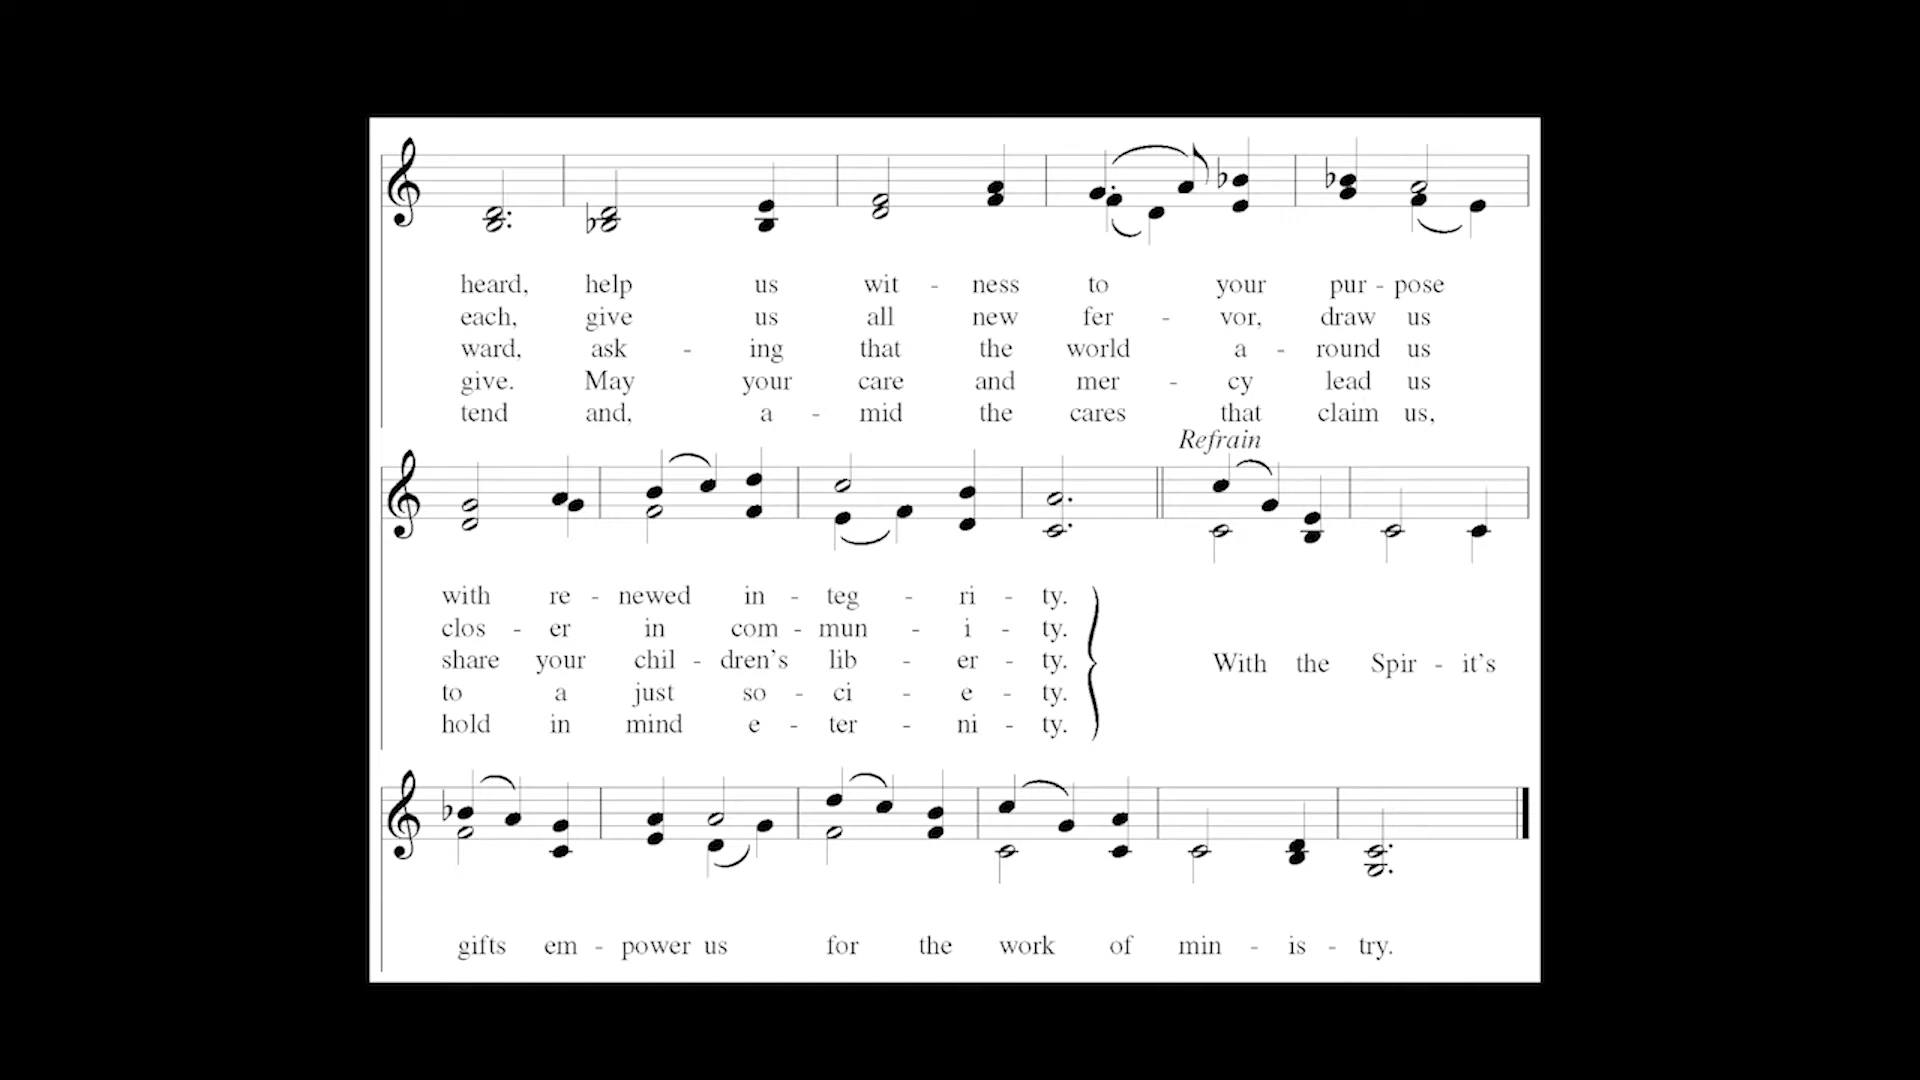 heard, help us wit - ness to your pur - pose
each, give us all new fer - vor, draw us
ward, ask - ing that the world a - round us
give. May your care and mer - cy lead us
tend and, a - mid the cares that claim us,
Refrain
with re - newed in - teg - ri - ty.
clos - er in com - mun - i - ty.
share your chil - dren's lib - er - ty.
to a just so - ci - e - ty.
hold in mind e - ter - ni - ty.
With the Spir - it's
gifts em - power us for the work of min - is - try.